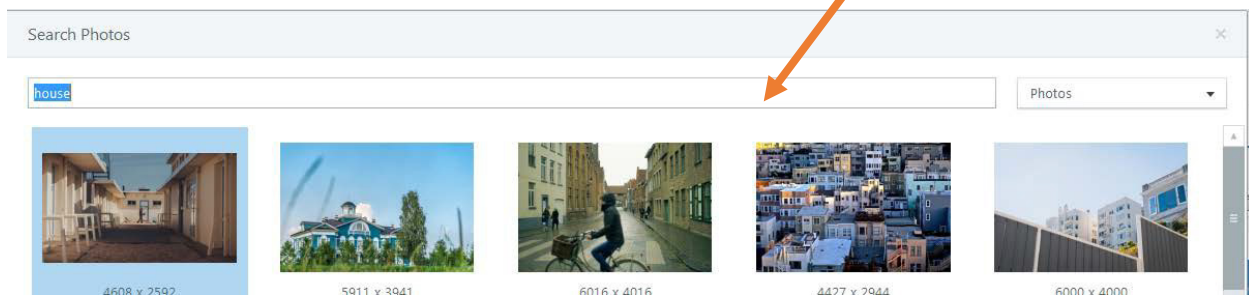 Search Photos
house
Photos
4608 x 2592
5911 x 3941
6016 x 4016
4427 x 2944
6000 x 4000